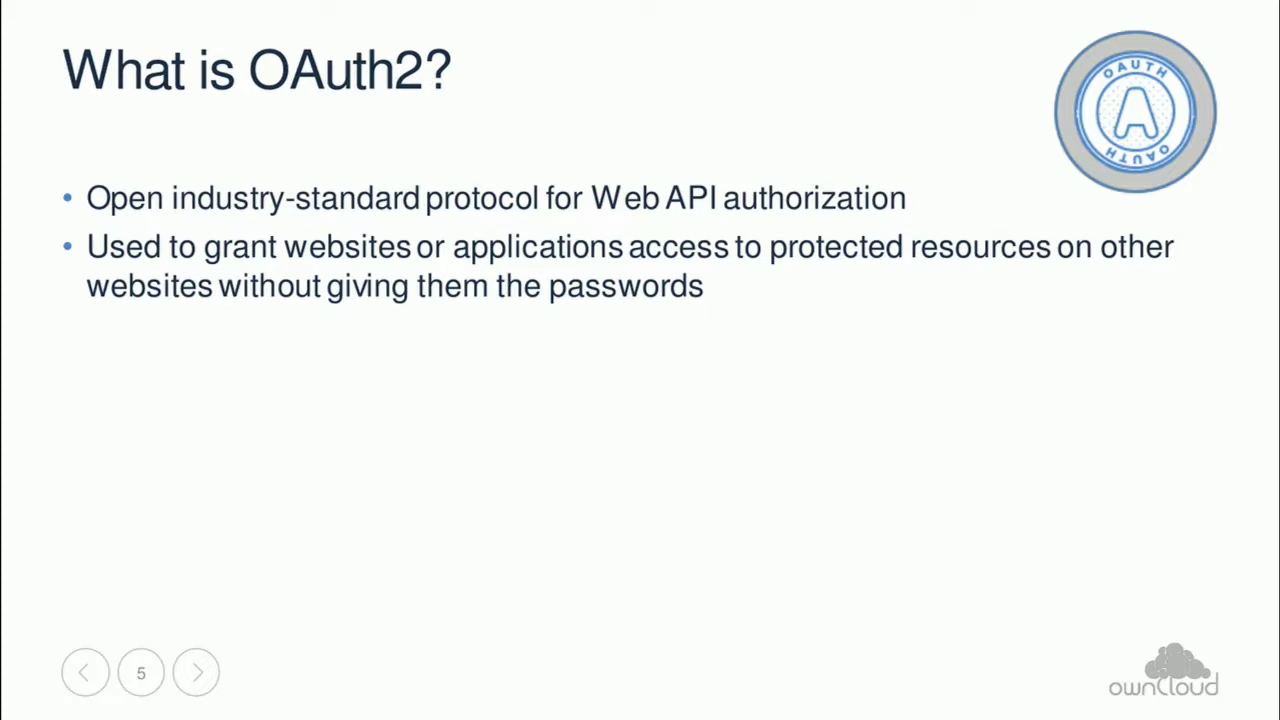 What is OAuth2?
OAUTH
A
OAUTH
• Open industry-standard protocol for Web API authorization
• Used to grant websites or applications access to protected resources on other
websites without giving them the passwords
5
ownCloud